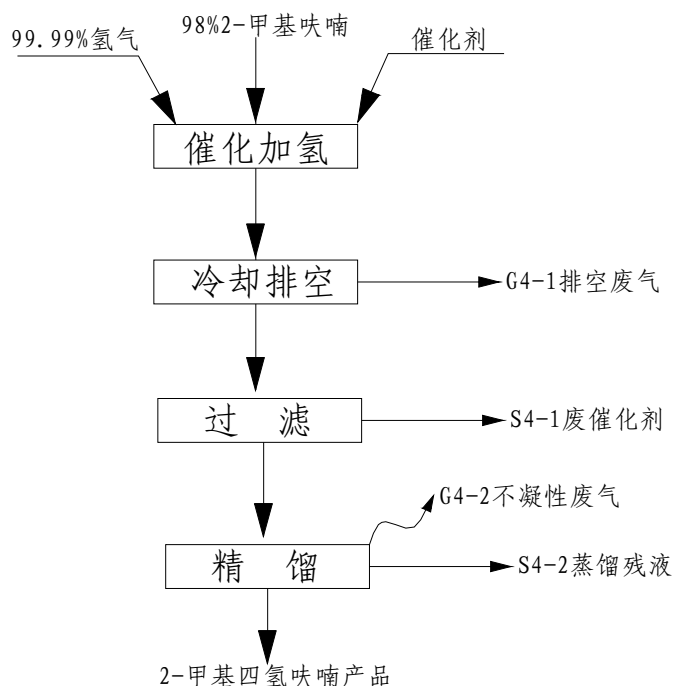 98%2-甲基呋喃
99.99%氢气
催化剂
催化加氢
冷却排空
G4-1排空废气
过 滤
S4-1废催化剂
G4-2不凝性废气
精 馏
S4-2蒸馏残液
2-甲基四氢呋喃产品